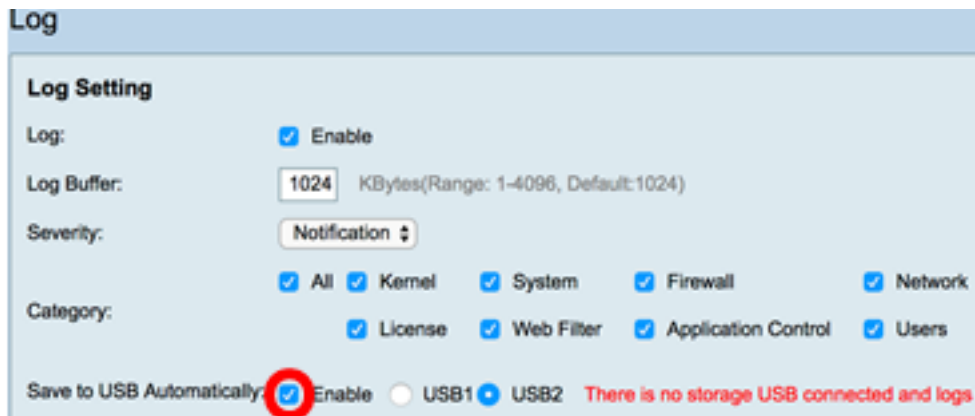 Log
Log Setting
Log: Enable
Log Buffer: 1024 KBytes(Range: 1-4096, Default:1024)
Severity: Notification
All Kernel System Firewall Network
Category:
License Web Filter Application Control Users
Save to USB Automatically: Enable USB1 USB2 There is no storage USB connected and logs